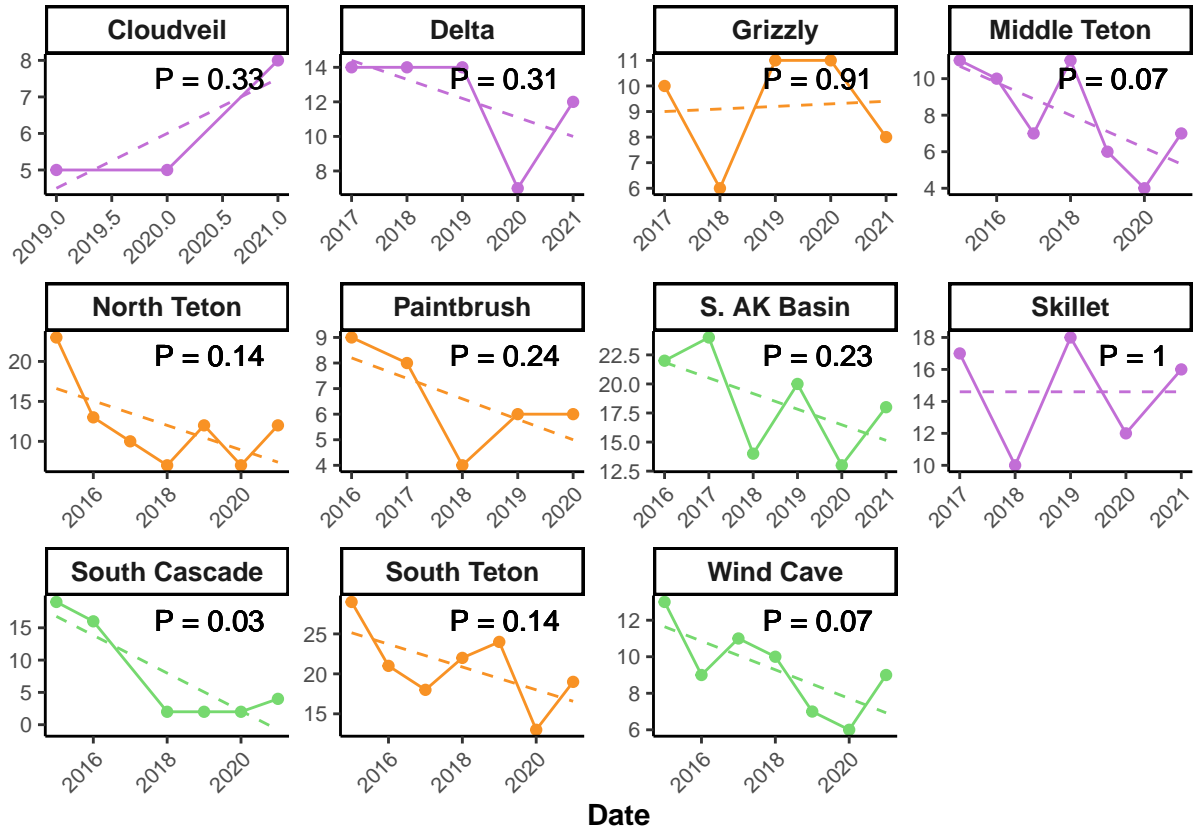 Cloudveil Delta Grizzly Middle Teton
P = 0.33 P = 0.31 P = 0.91 P = 0.07
8 7 6 5
2019.0 2019.5 2020.0 2020.5 2021.0
14 12 10 8
2017 2018 2019 2020 2021
11 10 9 8 7 6
2017 2018 2019 2020 2021
10 8 6 4
2016 2018 2020
North Teton Paintbrush S. AK Basin Skillet
P = 0.14 P = 0.24 P = 0.23 P = 1
20 10
2016 2018 2020
9 8 7 6 5 4
2016 2017 2018 2019 2020
22.5 20.0 17.5 15.0 12.5
2016 2017 2018 2019 2020 2021
18 16 14 12 10
2017 2018 2019 2020 2021
South Cascade South Teton Wind Cave
P = 0.03 P = 0.14 P = 0.07
15 10 5 0
2016 2018 2020
25 20 15
2016 2018 2020
12 10 8 6
2016 2018 2020
Date